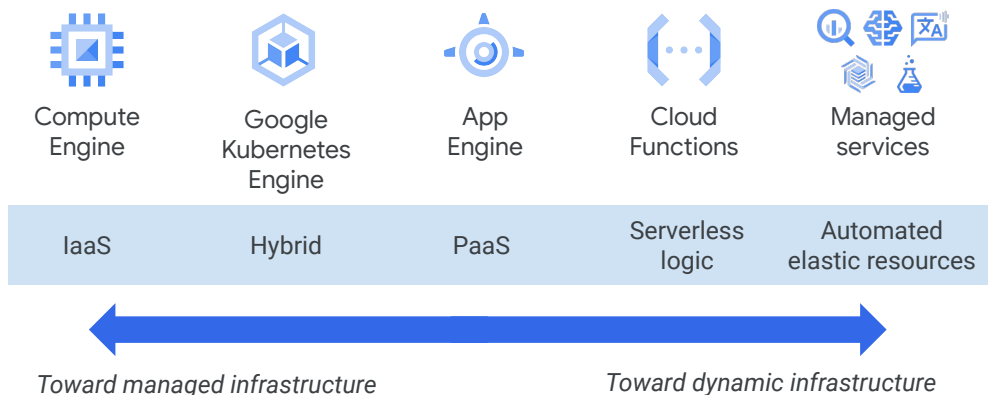 Compute
Engine
Google
Kubernetes
Engine
App
Engine
Cloud
Functions
Managed
services
IaaS
Hybrid
PaaS
Serverless
logic
Automated
elastic resources
Toward managed infrastructure
Toward dynamic infrastructure